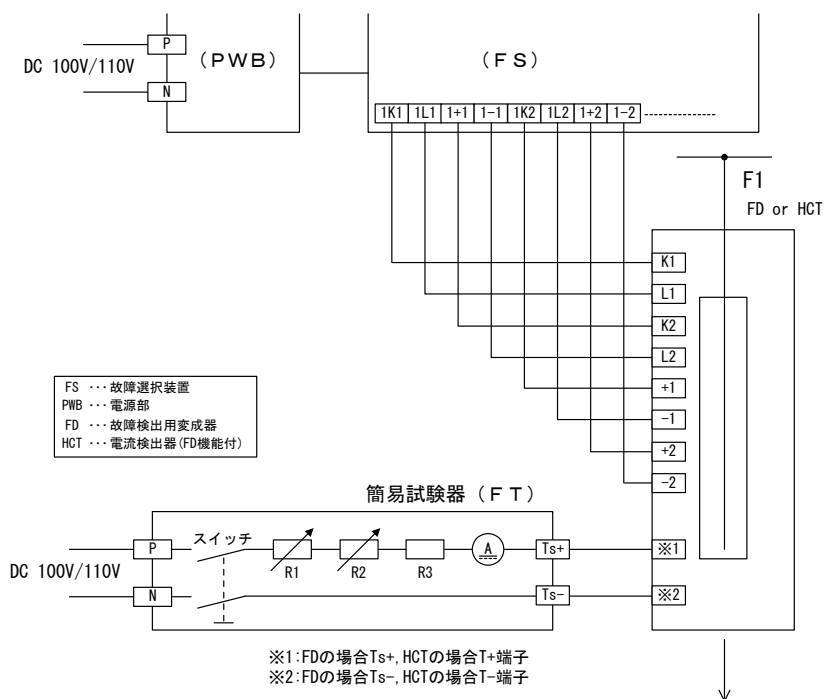 DC 100V/110V
P
N
(PWB)
(FS)
1K1 1L1 1+1 1-1 1K2 1L2 1+2 1-2
F1
FD or HCT
K1
L1
K2
L2
+1
-1
+2
-2
※1
※2
FS ・・・故障選択装置
PWB ・・・電源部
FD ・・・故障検出用変成器
HCT ・・・電流検出器(FD機能付)
簡易試験器(FT)
DC 100V/110V
P
N
スイッチ
R1
R2
R3
A
Ts+
Ts-
※1:FDの場合Ts+,HCTの場合T+端子
※2:FDの場合Ts-,HCTの場合T-端子